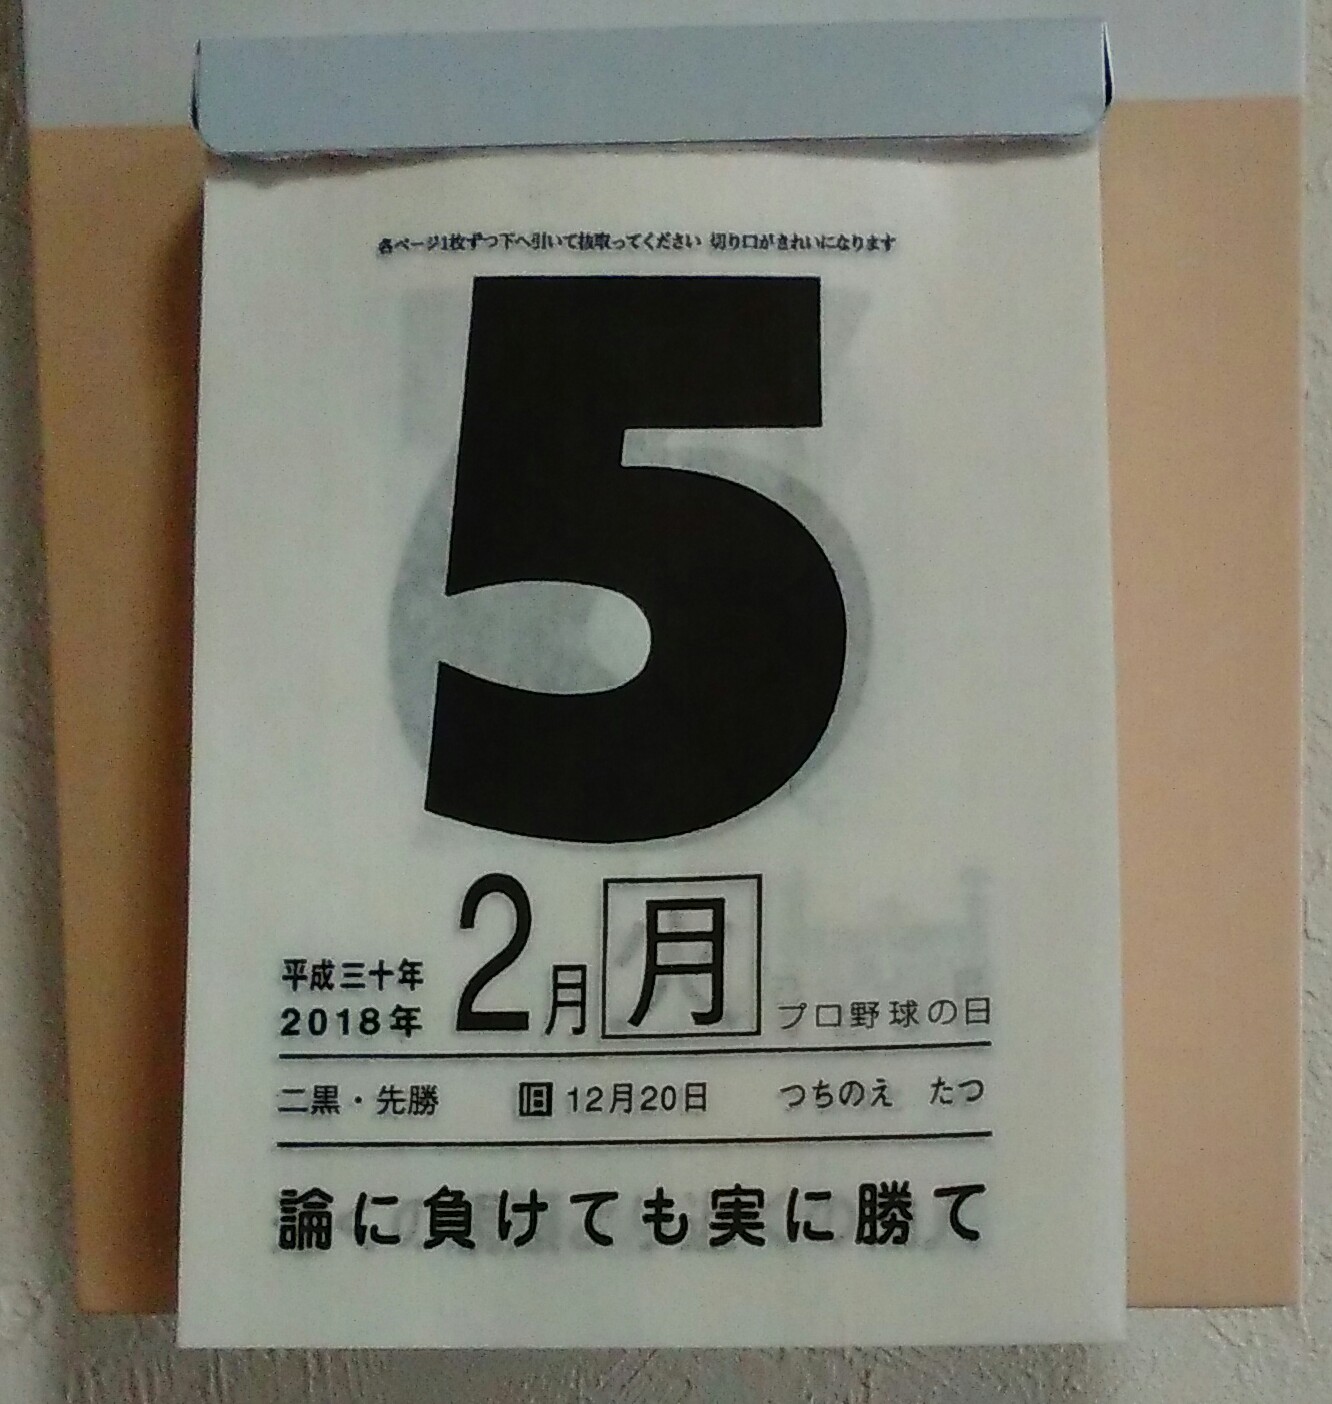 各ページ1枚ずつ下へ引いて抜取ってください 切り口がきれいになります
5
平成三十年
2018年
2月 月 プロ野球の日
二黒・先勝 旧 12月20日 つちのえ たつ
論に負けても実に勝て